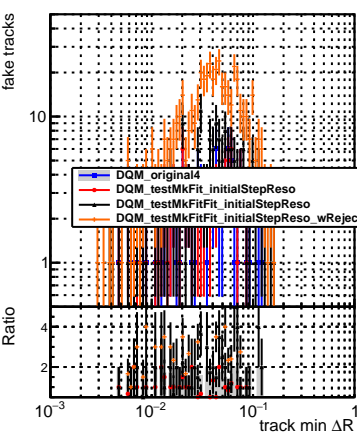 fake tracks
10
DQM_original4
DQM_testMkFit_initialStepReso
DQM_testMkFitFit_initialStepReso
DQM_testMkFitFit_initialStepReso_wRejec
1
Ratio
4
2
10⁻³ 10⁻² 10⁻¹ 1
track min ΔR